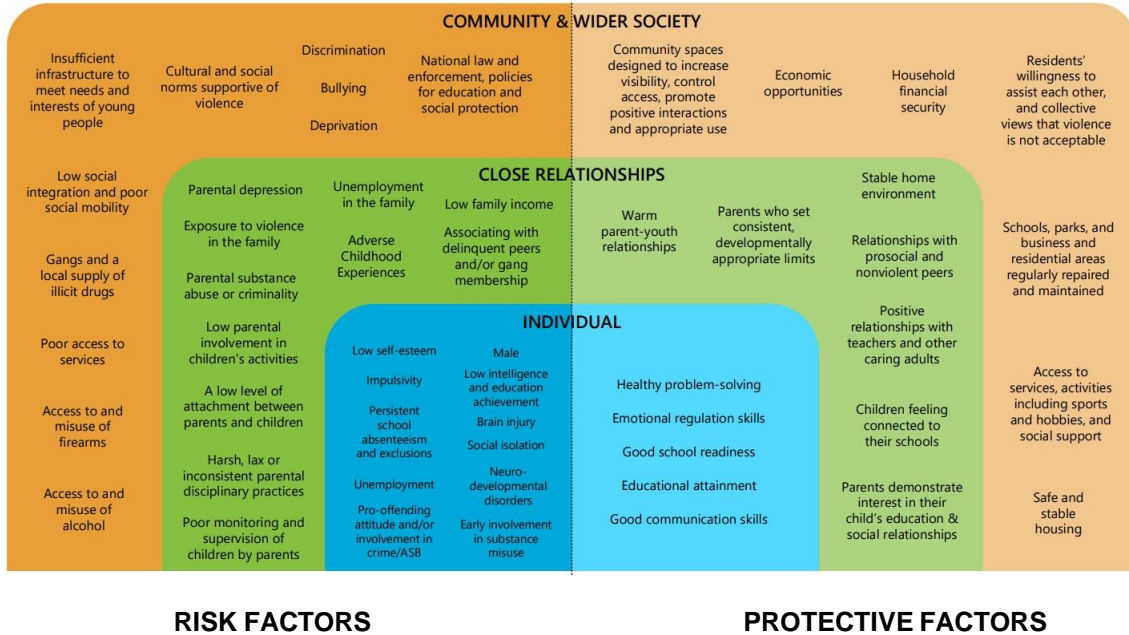 COMMUNITY & WIDER SOCIETY
Insufficient
infrastructure to
meet needs and
interests of young
people
Cultural and social
norms supportive of
violence
Discrimination
Bullying
Deprivation
National law and
enforcement, policies
for education and
social protection
Community spaces
designed to increase
visibility, control
access, promote
positive interactions
and appropriate use
Economic
opportunities
Household
financial
security
Residents'
willingness to
assist each other,
and collective
views that violence
is not acceptable
Low social
integration and poor
social mobility
Gangs and a
local supply of
illicit drugs
Poor access to
services
Access to and
misuse of
firearms
Access to and
misuse of
alcohol
CLOSE RELATIONSHIPS
Parental depression
Exposure to violence
in the family
Parental substance
abuse or criminality
Low parental
involvement in
children's activities
A low level of
attachment between
parents and children
Harsh, lax or
inconsistent parental
disciplinary practices
Poor monitoring and
supervision of
children by parents
Unemployment
in the family
Adverse
Childhood
Experiences
Low family income
Associating with
delinquent peers
and/or gang
membership
Warm
parent-youth
relationships
Parents who set
consistent,
developmentally
appropriate limits
Stable home
environment
Relationships with
prosocial and
nonviolent peers
Positive
relationships with
teachers and other
caring adults
Children feeling
connected to
their schools
Parents demonstrate
interest in their
child's education &
social relationships
Schools, parks, and
business and
residential areas
regularly repaired
and maintained
Access to
services, activities
including sports
and hobbies, and
social support
Safe and
stable
housing
INDIVIDUAL
Low self-esteem
Impulsivity
Persistent
school
absenteeism
and exclusions
Unemployment
Pro-offending
attitude and/or
involvement in
crime/ASB
Male
Low intelligence
and education
achievement
Brain injury
Social isolation
Neuro-
developmental
disorders
Early involvement
in substance
misuse
Healthy problem-solving
Emotional regulation skills
Good school readiness
Educational attainment
Good communication skills
RISK FACTORS
PROTECTIVE FACTORS